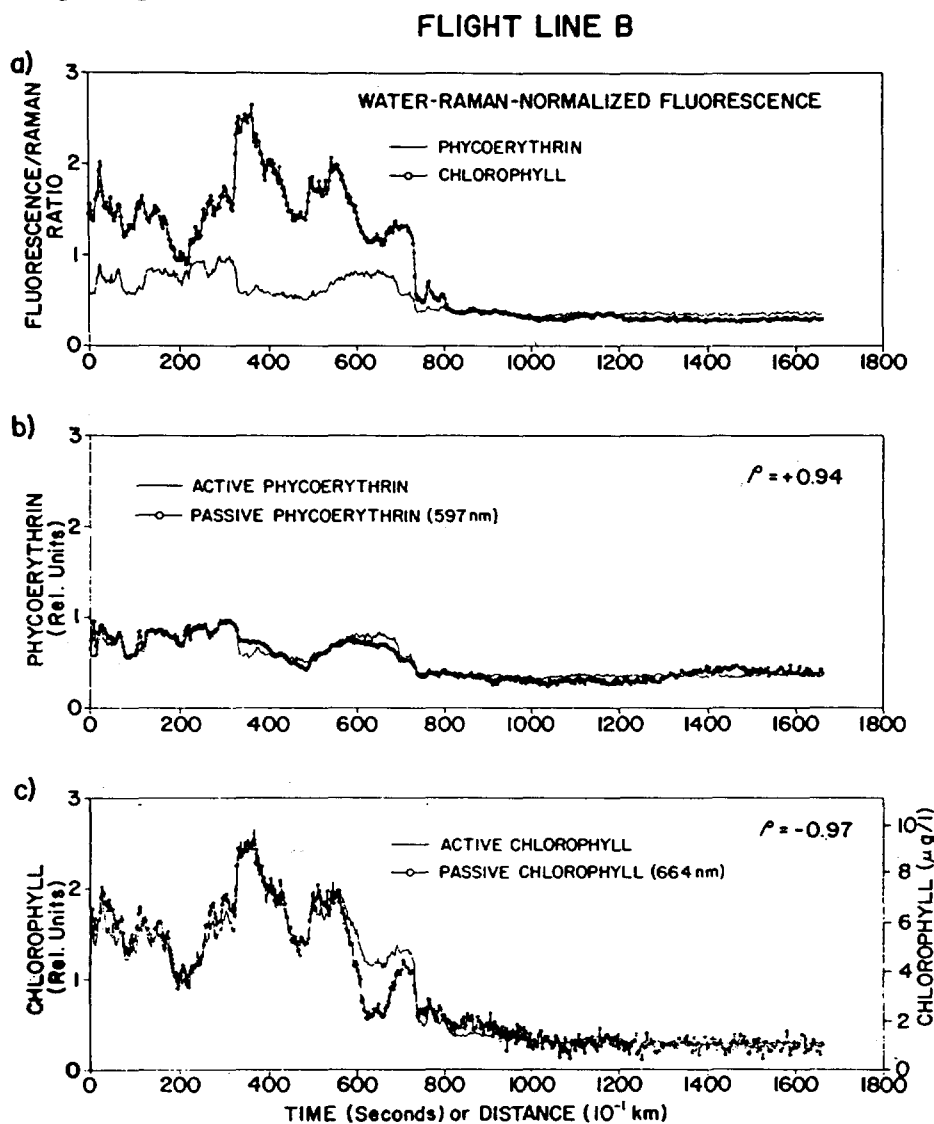 FLIGHT LINE B
a)
WATER-RAMAN-NORMALIZED FLUORESCENCE
PHYCOERYTHRIN
CHLOROPHYLL
FLUORESCENCE/RAMAN
RATIO
3
2
1
0
0 200 400 600 800 1000 1200 1400 1600 1800
b)
ACTIVE PHYCOERYTHRIN
PASSIVE PHYCOERYTHRIN (597 nm)
ρ = +0.94
PHYCOERYTHRIN
(Rel. Units)
3
2
1
0
0 200 400 600 800 1000 1200 1400 1600 1800
c)
ACTIVE CHLOROPHYLL
PASSIVE CHLOROPHYLL (664 nm)
ρ = -0.97
CHLOROPHYLL
(Rel. Units)
3
2
1
0
10
8
6
4
2
0
CHLOROPHYLL (μg/l)
0 200 400 600 800 1000 1200 1400 1600 1800
TIME (Seconds) or DISTANCE (10⁻¹ km)